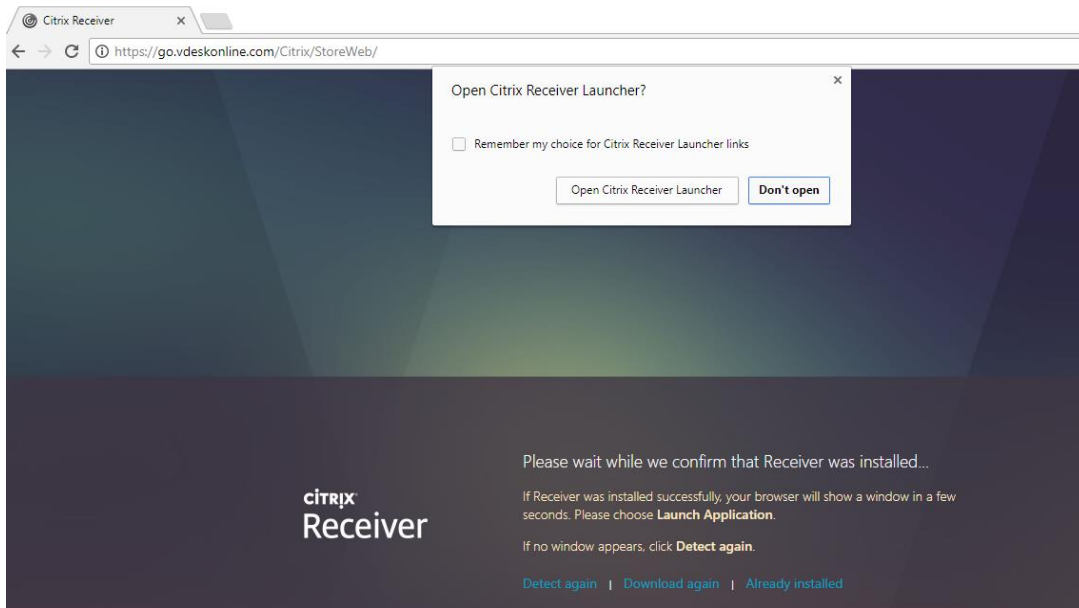 Citrix Receiver
https://go.vdeskonline.com/Citrix/StoreWeb/
Open Citrix Receiver Launcher?
Remember my choice for Citrix Receiver Launcher links
Open Citrix Receiver Launcher
Don't open
Please wait while we confirm that Receiver was installed...
If Receiver was installed successfully, your browser will show a window in a few
seconds. Please choose Launch Application.
If no window appears, click Detect again.
Detect again | Download again | Already installed
CİTRIX
Receiver